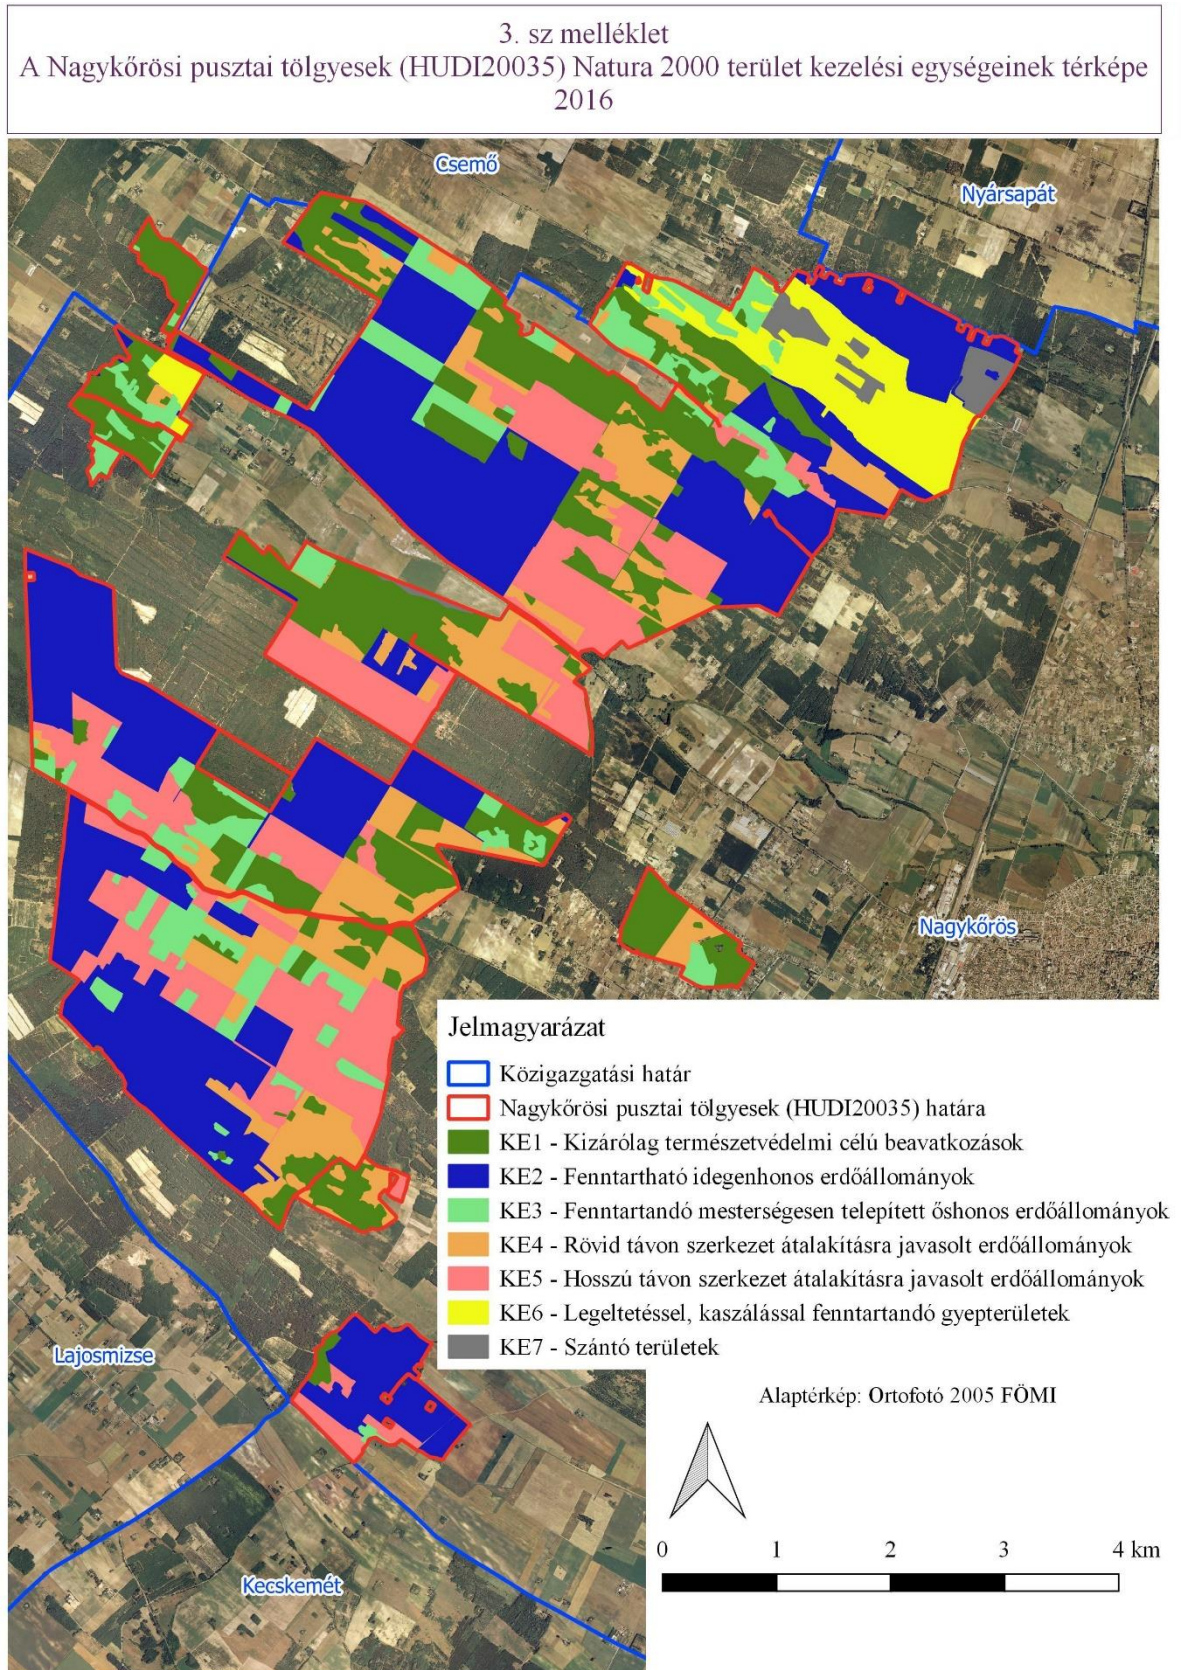 3. sz melléklet
A Nagykőrösi pusztai tölgyesek (HUDI20035) Natura 2000 terület kezelési egységeinek térképe
2016
Csemő
Nyársapát
Nagykőrös
Jelmagyarázat
Közigazgatási határ
Nagykőrösi pusztai tölgyesek (HUDI20035) határa
KE1 - Kizárólag természetvédelmi célú beavatkozások
KE2 - Fenntartható idegenhonos erdőállományok
KE3 - Fenntartandó mesterségesen telepített őshonos erdőállományok
KE4 - Rövid távon szerkezet átalakításra javasolt erdőállományok
KE5 - Hosszú távon szerkezet átalakításra javasolt erdőállományok
KE6 - Legeltetéssel, kaszálással fenntartandó gyepterületek
KE7 - Szántó területek
Lajosmizse
Alaptérkép: Ortofotó 2005 FÖMI
0 1 2 3 4 km
Kecskemét